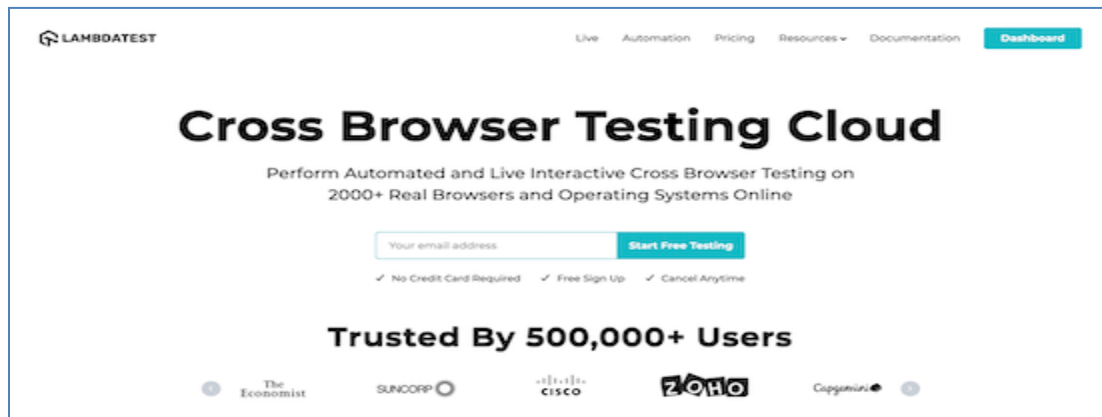 LAMBDATEST Live Automation Pricing Resources Documentation Dashboard
Cross Browser Testing Cloud
Perform Automated and Live Interactive Cross Browser Testing on
2000+ Real Browsers and Operating Systems Online
Your email address Start Free Testing
✓ No Credit Card Required ✓ Free Sign Up ✓ Cancel Anytime
Trusted By 500,000+ Users
The
Economist SUNCORP CISCO ZOHO Capgemini